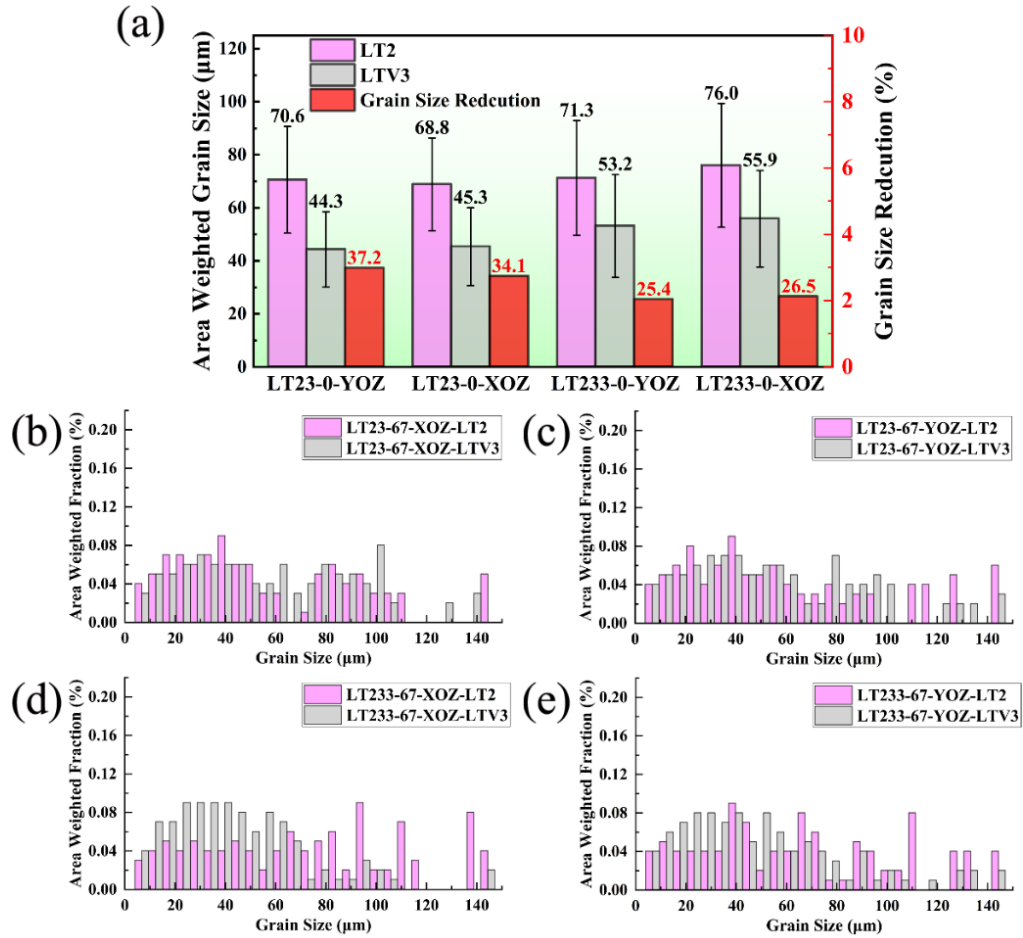 (a)
Area Weighted Grain Size (μm)
120
100
80
60
40
20
0
LT2
LTV3
Grain Size Redcution
70.6
44.3
37.2
68.8
45.3
34.1
71.3
53.2
25.4
76.0
55.9
26.5
10
8
6
4
2
0
Grain Size Redcution (%)
LT23-0-YOZ LT23-0-XOZ LT233-0-YOZ LT233-0-XOZ
(b)
Area Weighted Fraction (%)
0.20
0.16
0.12
0.08
0.04
0.00
LT23-67-XOZ-LT2
LT23-67-XOZ-LTV3
0 20 40 60 80 100 120 140
Grain Size (μm)
(c)
Area Weighted Fraction (%)
0.20
0.16
0.12
0.08
0.04
0.00
LT23-67-YOZ-LT2
LT23-67-YOZ-LTV3
0 20 40 60 80 100 120 140
Grain Size (μm)
(d)
Area Weighted Fraction (%)
0.20
0.16
0.12
0.08
0.04
0.00
LT233-67-XOZ-LT2
LT233-67-XOZ-LTV3
0 20 40 60 80 100 120 140
Grain Size (μm)
(e)
Area Weighted Fraction (%)
0.20
0.16
0.12
0.08
0.04
0.00
LT233-67-YOZ-LT2
LT233-67-YOZ-LTV3
0 20 40 60 80 100 120 140
Grain Size (μm)